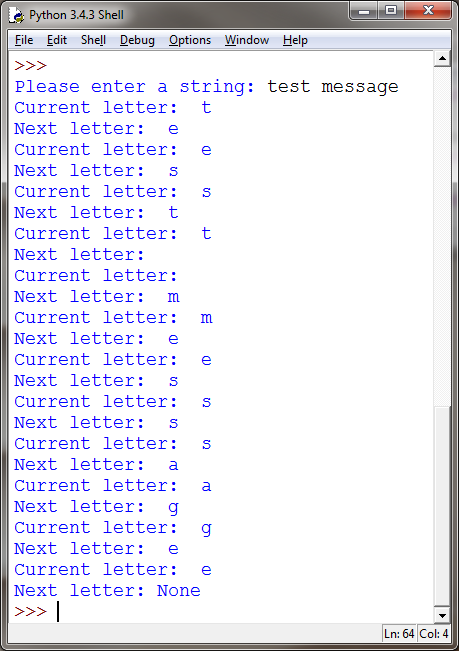 Python 3.4.3 Shell
File Edit Shell Debug Options Window Help
>>>
Please enter a string: test message
Current letter:  t
Next letter:  e
Current letter:  e
Next letter:  s
Current letter:  s
Next letter:  t
Current letter:  t
Next letter:
Current letter:
Next letter:  m
Current letter:  m
Next letter:  e
Current letter:  e
Next letter:  s
Current letter:  s
Next letter:  s
Current letter:  s
Next letter:  a
Current letter:  a
Next letter:  g
Current letter:  g
Next letter:  e
Current letter:  e
Next letter: None
>>>
Ln: 64 Col: 4